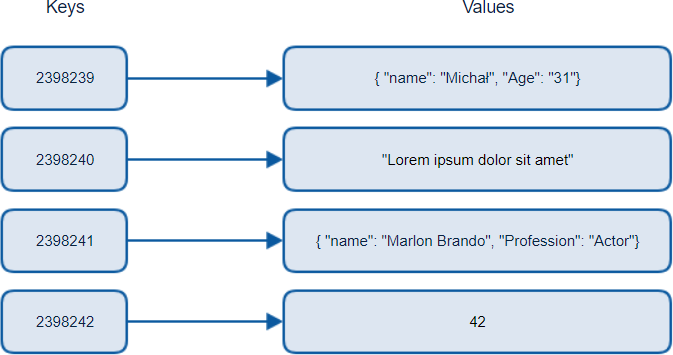 Keys Values
2398239 { "name": "Michał", "Age": "31"}
2398240 "Lorem ipsum dolor sit amet"
2398241 { "name": "Marlon Brando", "Profession": "Actor"}
2398242 42